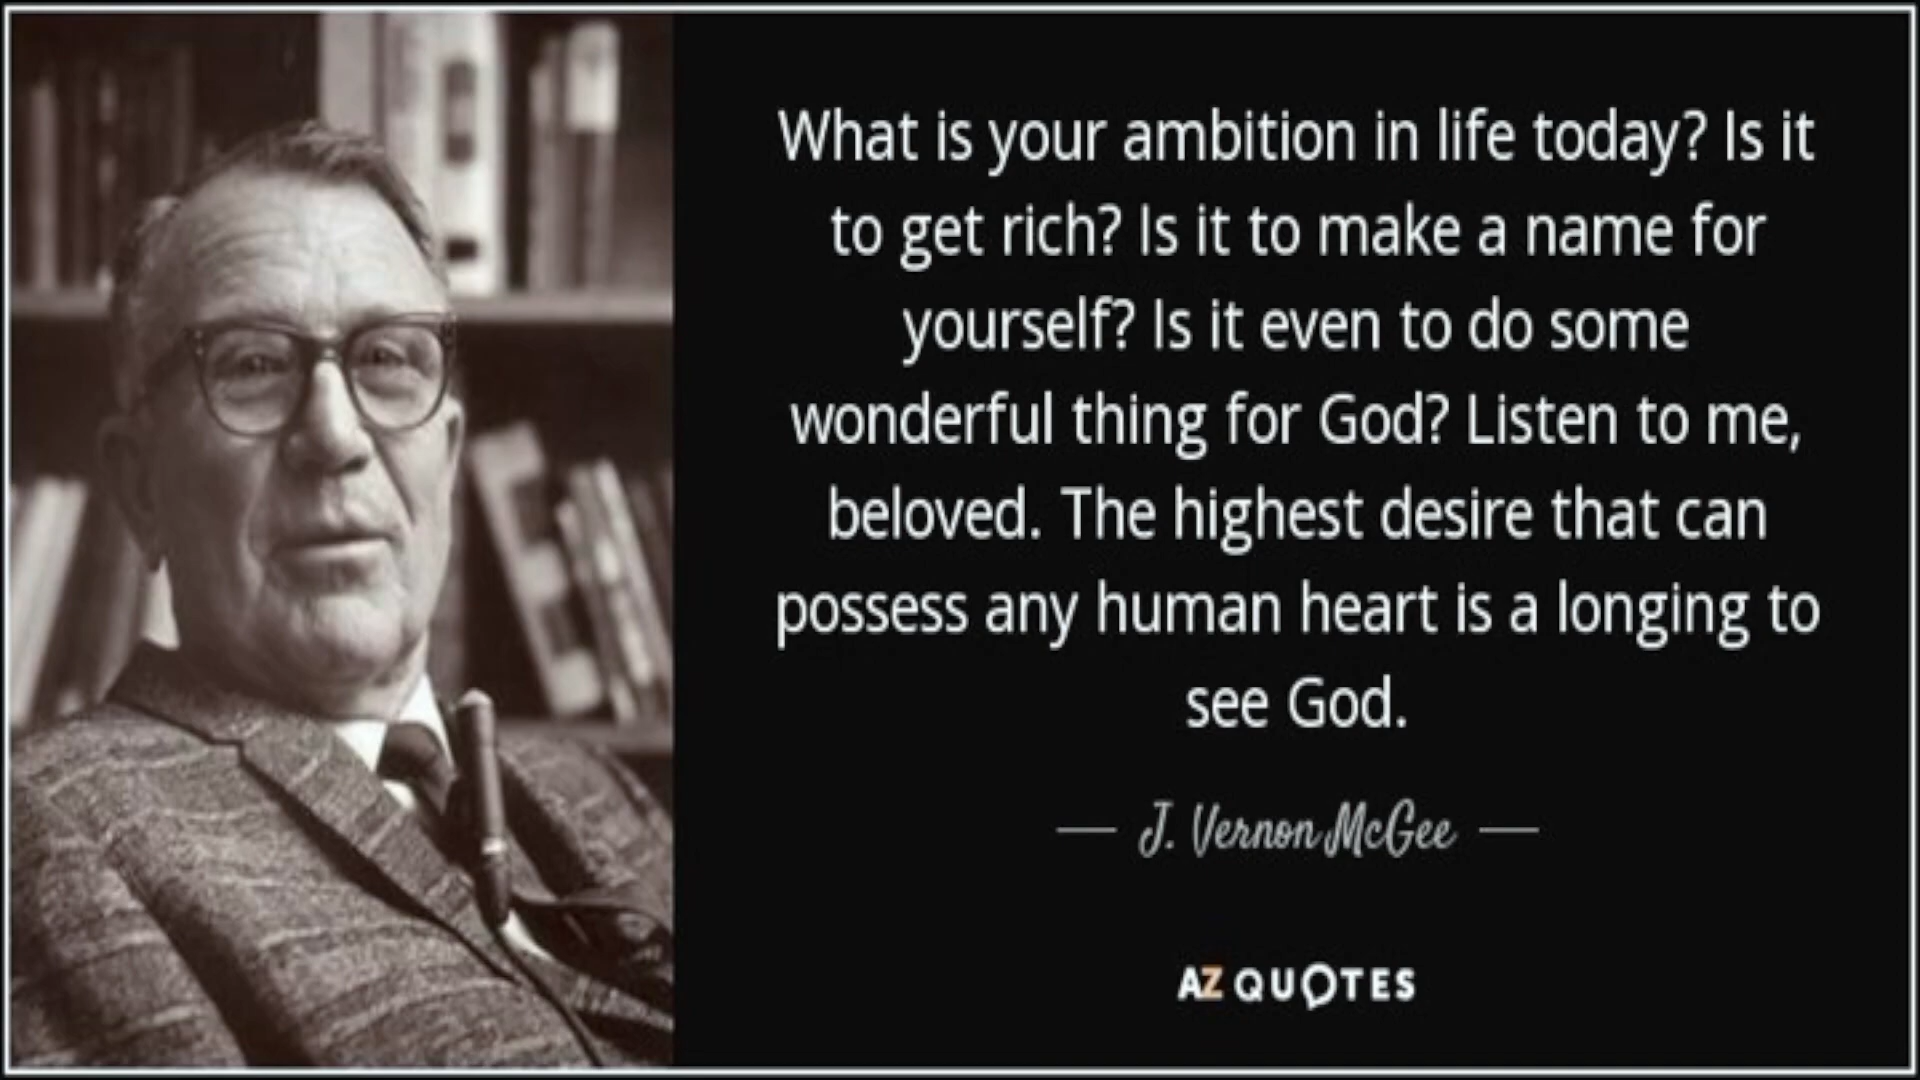 What is your ambition in life today? Is it
to get rich? Is it to make a name for
yourself? Is it even to do some
wonderful thing for God? Listen to me,
beloved. The highest desire that can
possess any human heart is a longing to
see God.
— J. Vernon McGee —
AZ QUOTES